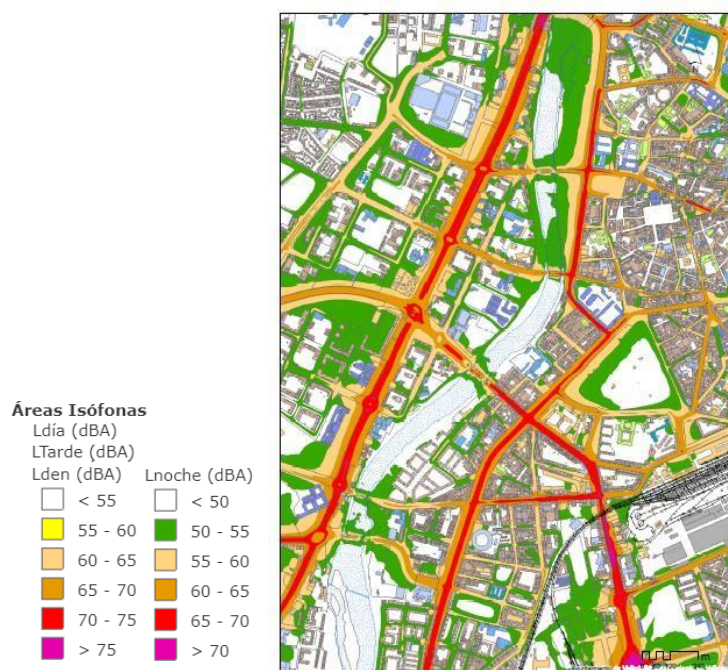 Áreas Isófonas
Ldía (dBA)
LTarde (dBA)
Lden (dBA) Lnoche (dBA)
< 55 < 50
55 - 60 50 - 55
60 - 65 55 - 60
65 - 70 60 - 65
70 - 75 65 - 70
> 75 > 70
m